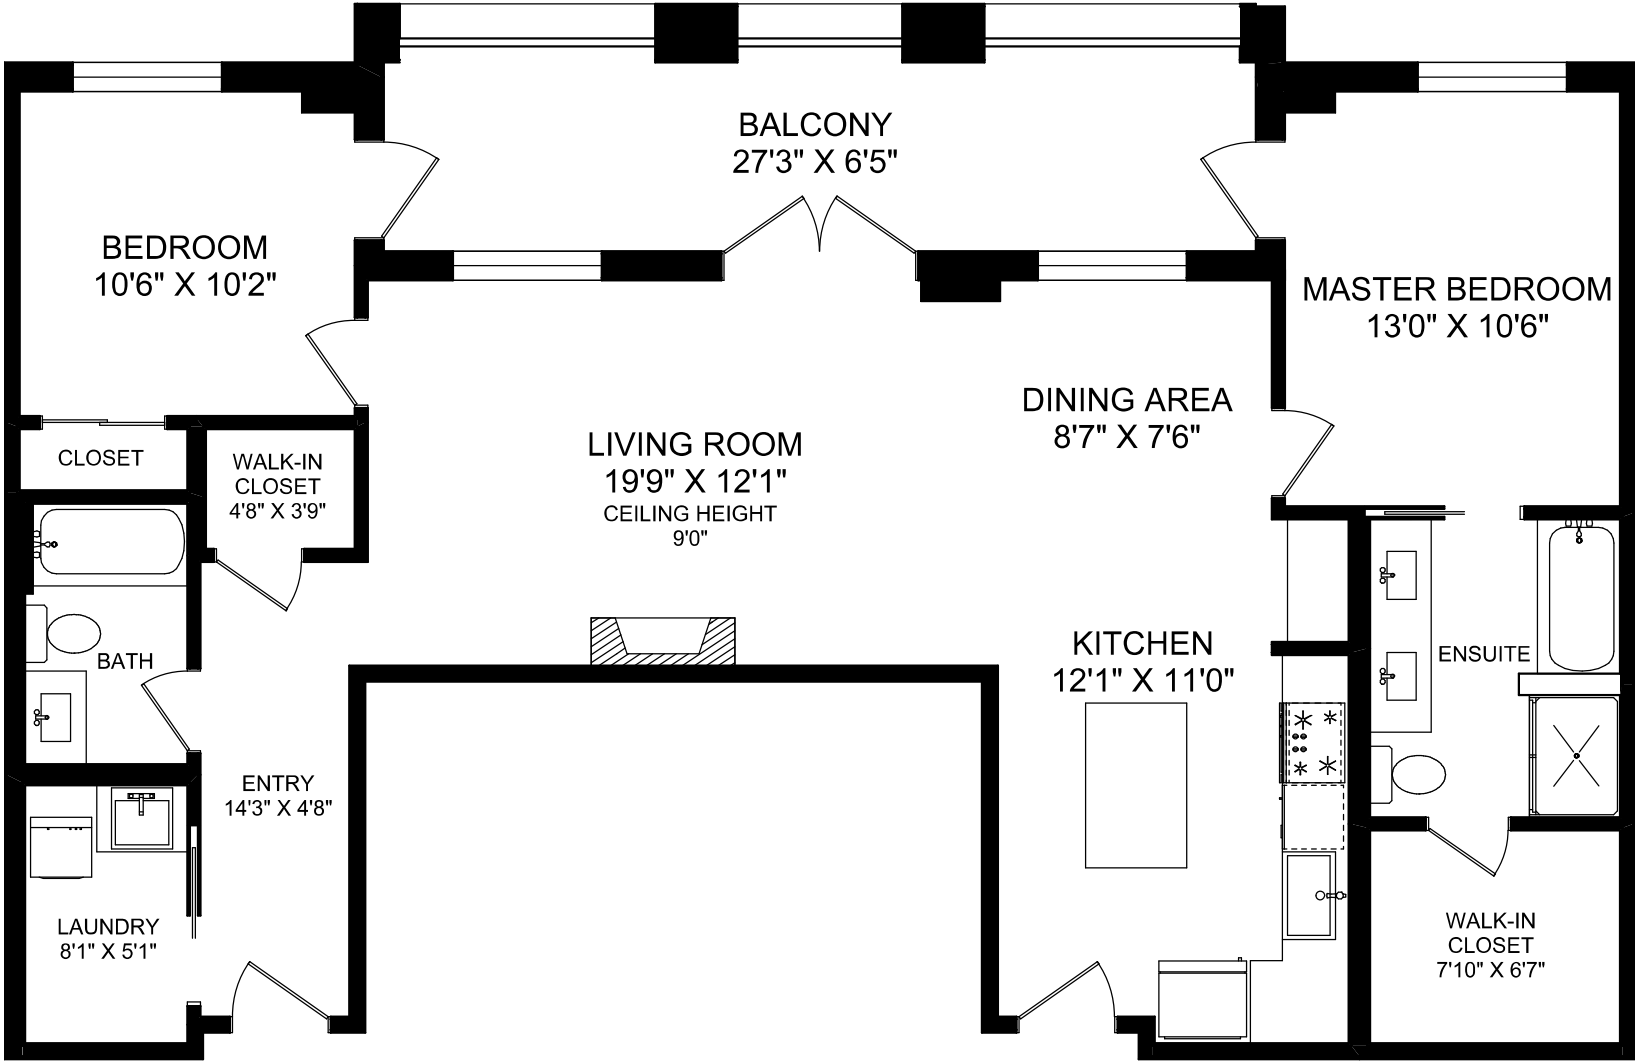 BALCONY
27'3" X 6'5"
BEDROOM
10'6" X 10'2"
MASTER BEDROOM
13'0" X 10'6"
DINING AREA
8'7" X 7'6"
LIVING ROOM
19'9" X 12'1"
CEILING HEIGHT
9'0"
CLOSET
WALK-IN
CLOSET
4'8" X 3'9"
BATH
KITCHEN
12'1" X 11'0"
ENSUITE
ENTRY
14'3" X 4'8"
LAUNDRY
8'1" X 5'1"
WALK-IN
CLOSET
7'10" X 6'7"